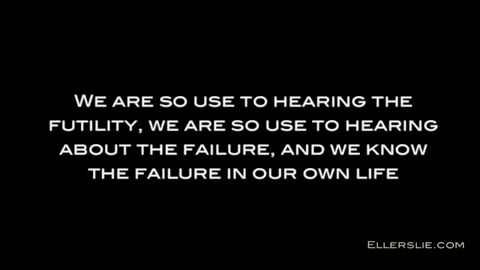 We are so use to hearing the
futility, we are so use to hearing
about the failure, and we know
the failure in our own life
Ellerslie.com